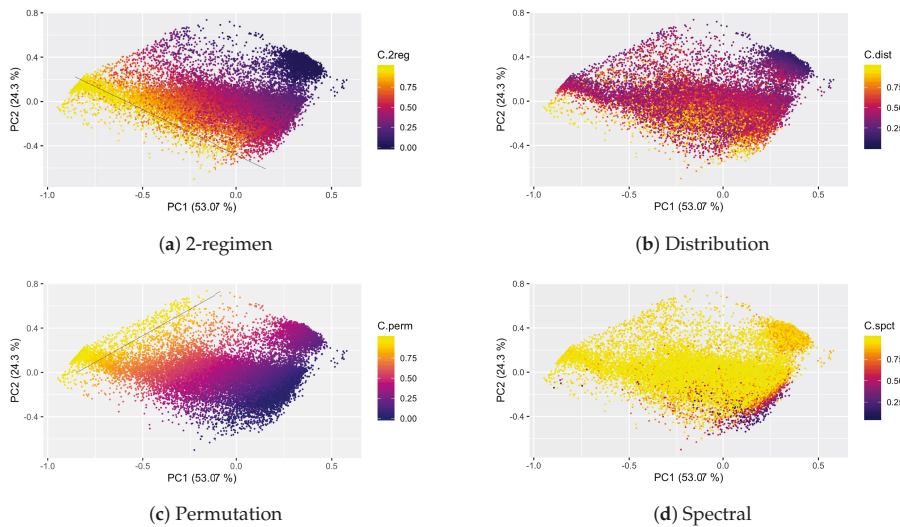 0.8
0.4
0.0
-0.4
PC2 (24.3 %)
-1.0 -0.5 0.0 0.5
PC1 (53.07 %)
C.2reg
0.75
0.50
0.25
0.00
(a) 2-regimen
0.8
0.4
0.0
-0.4
PC2 (24.3 %)
-1.0 -0.5 0.0 0.5
PC1 (53.07 %)
C.dist
0.75
0.50
0.25
(b) Distribution
0.8
0.4
0.0
-0.4
PC2 (24.3 %)
-1.0 -0.5 0.0 0.5
PC1 (53.07 %)
C.perm
0.75
0.50
0.25
0.00
(c) Permutation
0.8
0.4
0.0
-0.4
PC2 (24.3 %)
-1.0 -0.5 0.0 0.5
PC1 (53.07 %)
C.spct
0.75
0.50
0.25
(d) Spectral